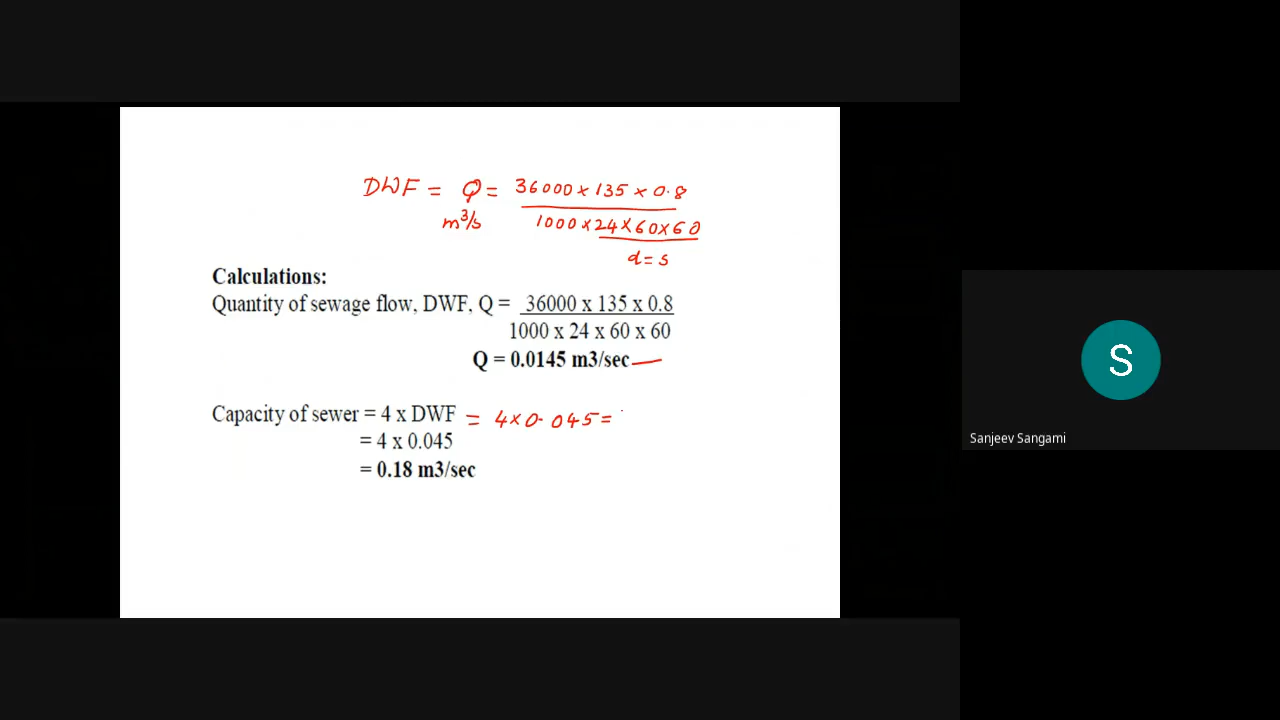 DWF = Q = 36000 x 135 x 0.8
m³/s 1000 x 24 x 60 x 60
d = s
Calculations:
Quantity of sewage flow, DWF, Q = 36000 x 135 x 0.8
1000 x 24 x 60 x 60
Q = 0.0145 m3/sec
Capacity of sewer = 4 x DWF = 4 x 0.045 =
= 4 x 0.045
= 0.18 m3/sec
S
Sanjeev Sangami